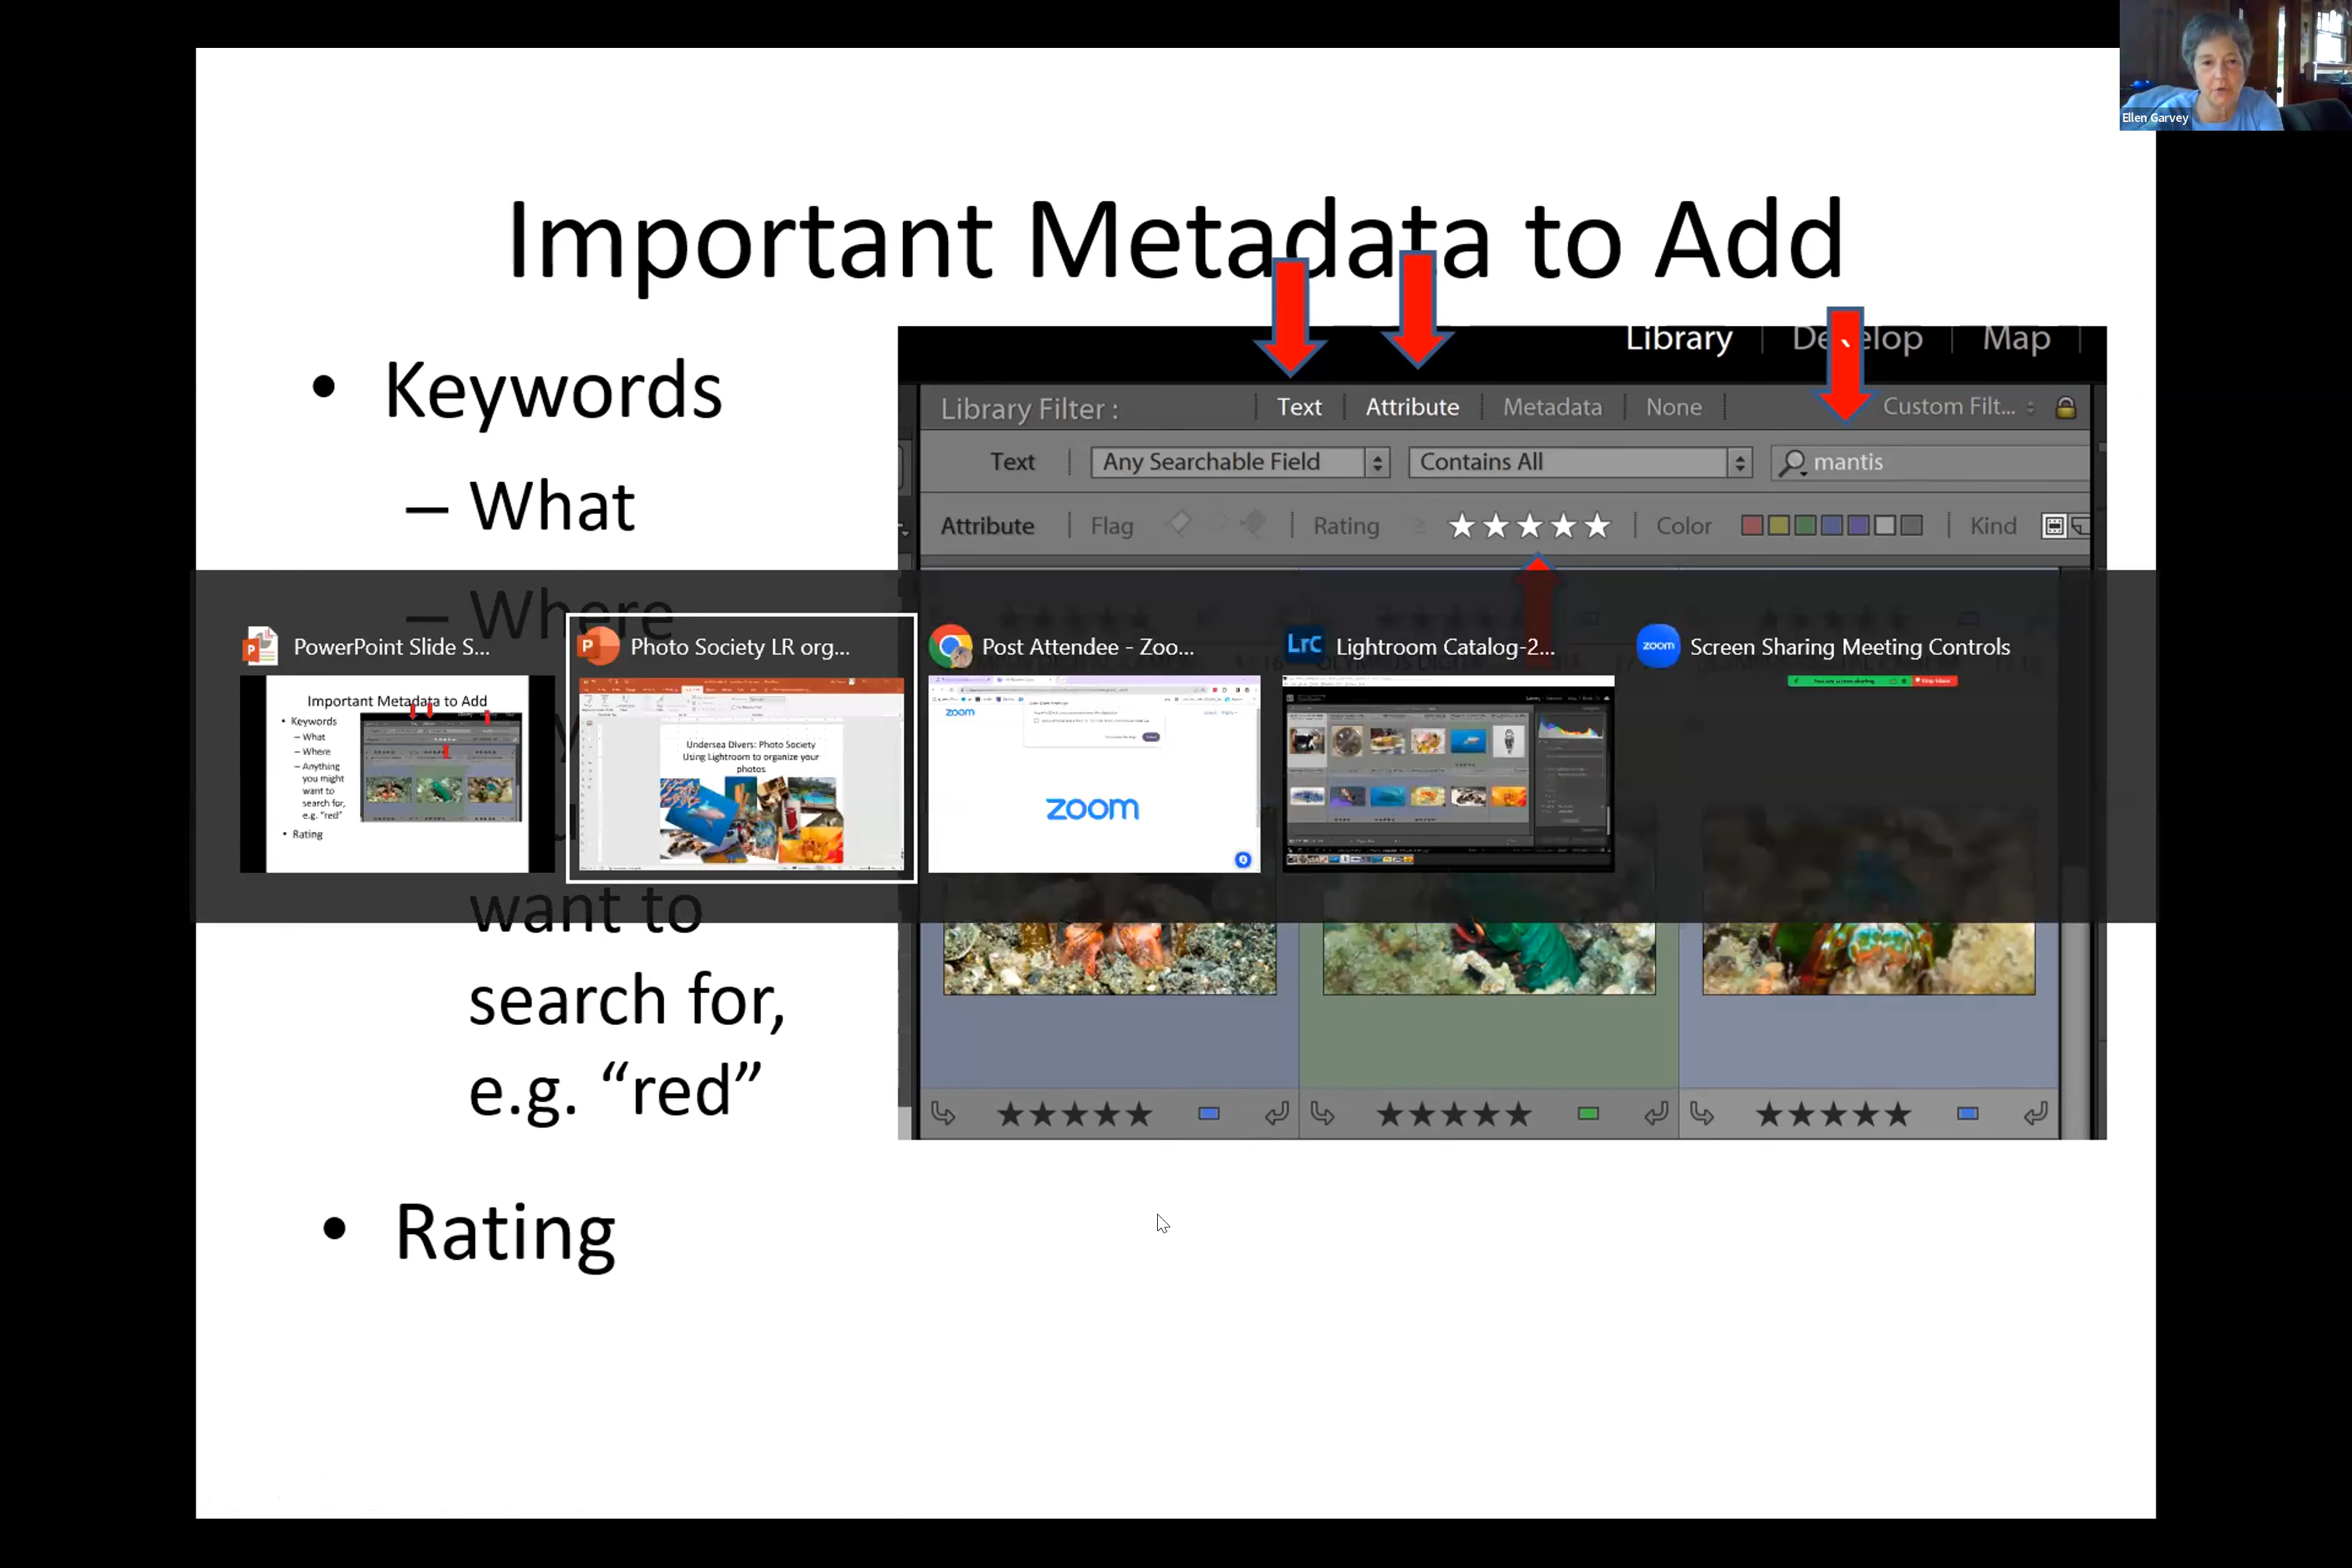 Ellen Garvey
Important Metadata to Add
• Keywords
– What
– Where
want to
search for,
e.g. “red”
• Rating
Library | Develop | Map |
Library Filter : | Text | Attribute | Metadata | None | Custom Filt...
Text | Any Searchable Field Contains All mantis
Attribute | Flag | Rating ≥ ★★★★★ | Color | Kind
PowerPoint Slide S...
Photo Society LR org...
Post Attendee - Zoo...
LrC Lightroom Catalog-2...
zoom Screen Sharing Meeting Controls
Important Metadata to Add
• Keywords
– What
– Where
– Anything
you might
want to
search for,
e.g. “red”
• Rating
Undersea Divers: Photo Society
Using Lightroom to organize your
photos
zoom
zoom
★★★★★
★★★★★
★★★★★